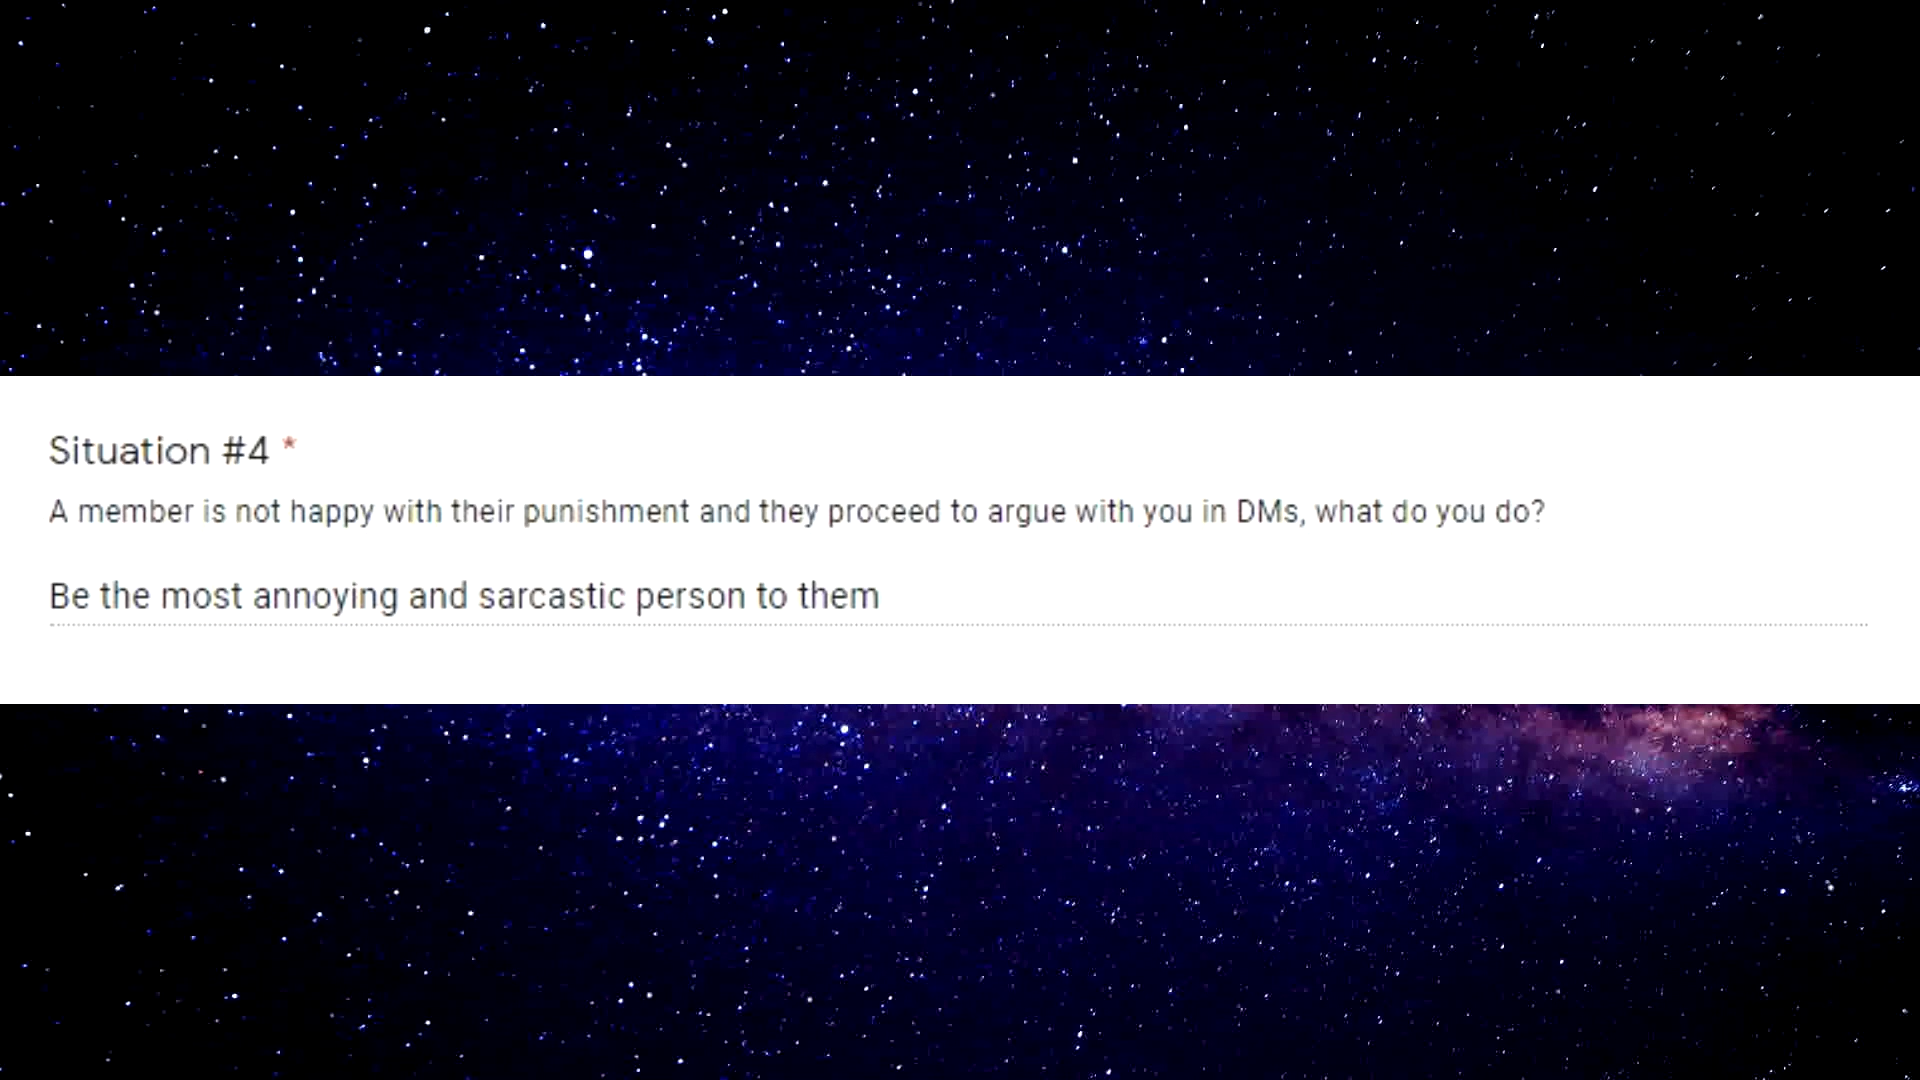 Situation #4 *
A member is not happy with their punishment and they proceed to argue with you in DMs, what do you do?
Be the most annoying and sarcastic person to them